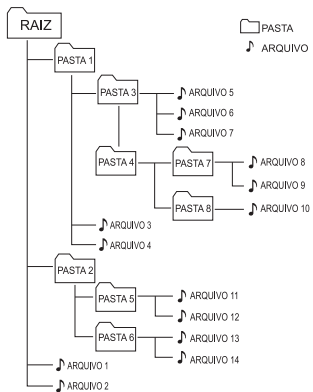 RAIZ
PASTA
ARQUIVO
PASTA 1
PASTA 3
ARQUIVO 5
ARQUIVO 6
ARQUIVO 7
PASTA 4
PASTA 7
ARQUIVO 8
ARQUIVO 9
PASTA 8
ARQUIVO 10
ARQUIVO 3
ARQUIVO 4
PASTA 2
PASTA 5
ARQUIVO 11
ARQUIVO 12
PASTA 6
ARQUIVO 13
ARQUIVO 14
ARQUIVO 1
ARQUIVO 2